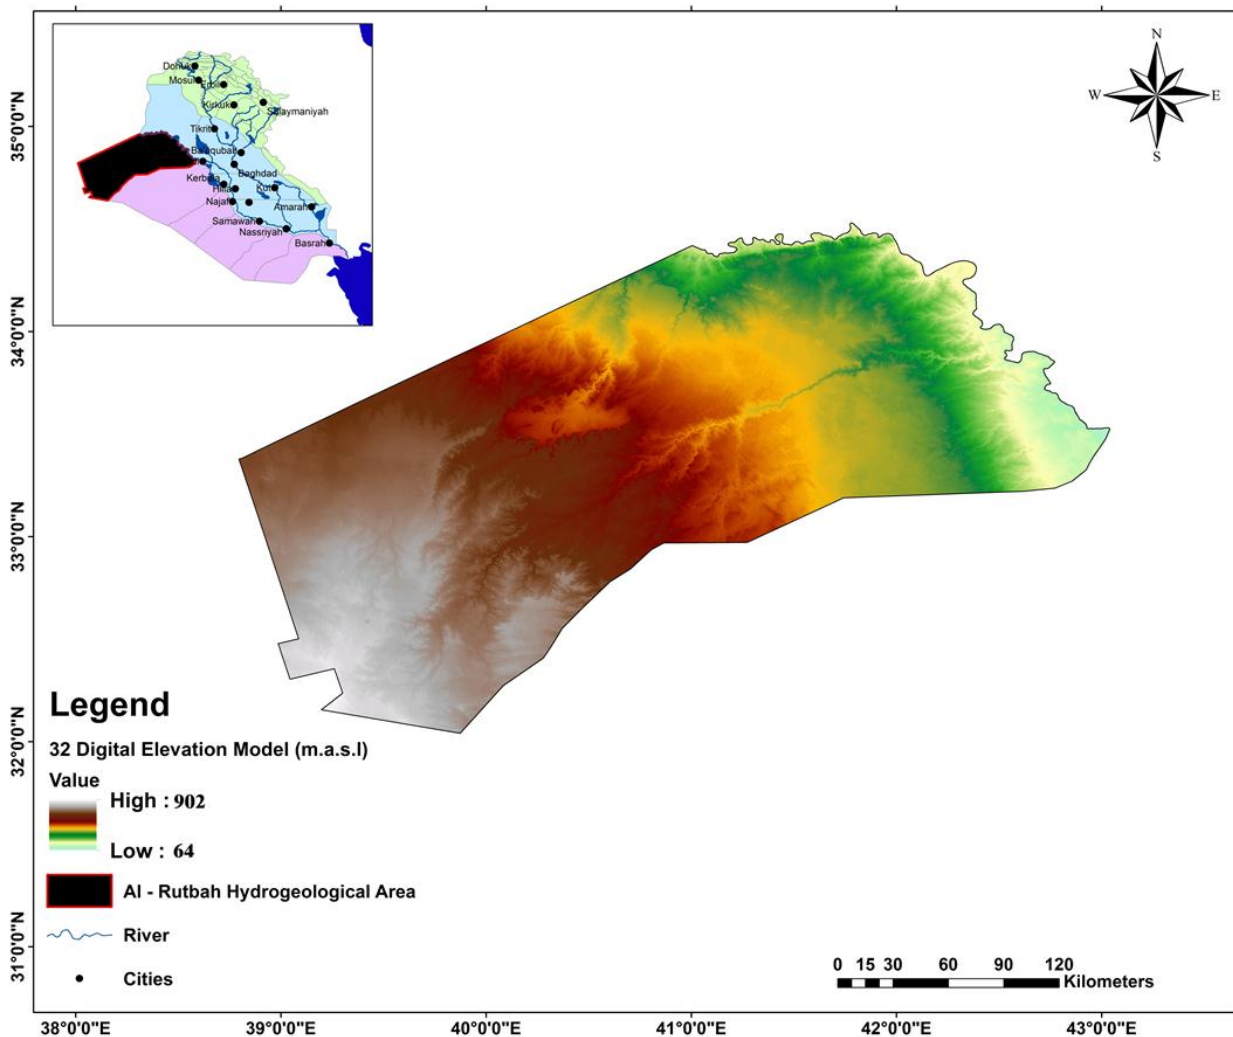 N
W
E
S
Dohuk
Mosul
Erbil
Kirkuk
Sulaymaniyah
Tikrit
Ba'aqubah
Baghdad
Kerbala
Hilla
Kut
Najaf
Amarah
Samawah
Nassriyah
Basrah
35°0'0"N
34°0'0"N
33°0'0"N
32°0'0"N
31°0'0"N
Legend
32 Digital Elevation Model (m.a.s.l)
Value
High : 902
Low : 64
Al - Rutbah Hydrogeological Area
River
Cities
0 15 30 60 90 120
Kilometers
38°0'0"E 39°0'0"E 40°0'0"E 41°0'0"E 42°0'0"E 43°0'0"E